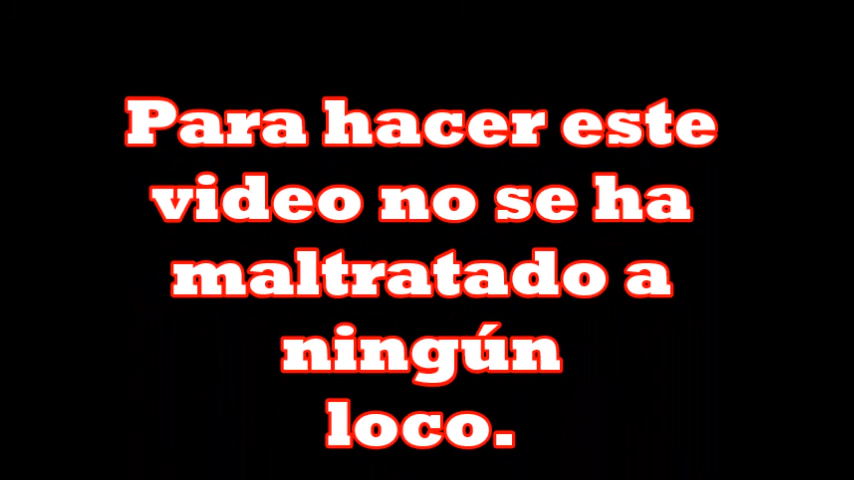 Para hacer este
video no se ha
maltratado a
ningún
loco.